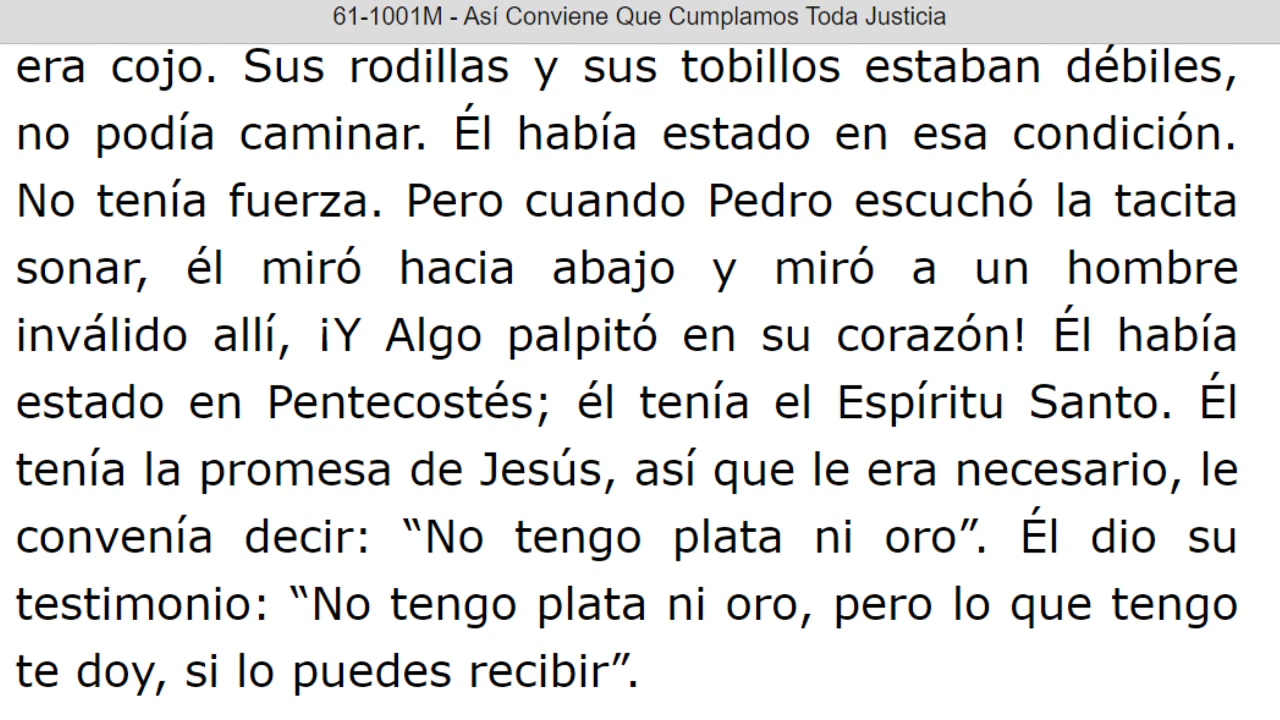 61-1001M - Así Conviene Que Cumplamos Toda Justicia
era cojo. Sus rodillas y sus tobillos estaban débiles,
no podía caminar. Él había estado en esa condición.
No tenía fuerza. Pero cuando Pedro escuchó la tacita
sonar, él miró hacia abajo y miró a un hombre
inválido allí, ¡Y Algo palpitó en su corazón! Él había
estado en Pentecostés; él tenía el Espíritu Santo. Él
tenía la promesa de Jesús, así que le era necesario, le
convenía decir: “No tengo plata ni oro”. Él dio su
testimonio: “No tengo plata ni oro, pero lo que tengo
te doy, si lo puedes recibir”.